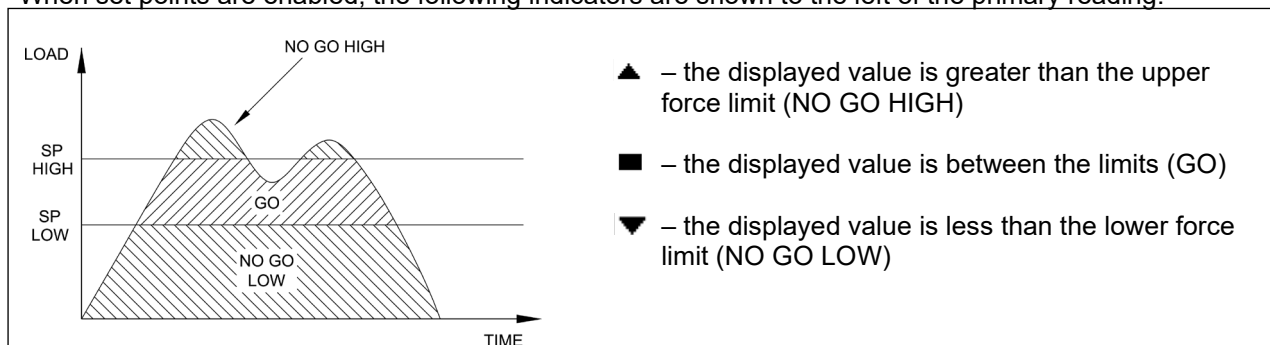 When set points are enabled, the following indicators are shown to the left of the primary reading:
LOAD
NO GO HIGH
SP
HIGH
GO
SP
LOW
NO GO
LOW
TIME
▲ – the displayed value is greater than the upper
force limit (NO GO HIGH)
■ – the displayed value is between the limits (GO)
▼ – the displayed value is less than the lower force
limit (NO GO LOW)